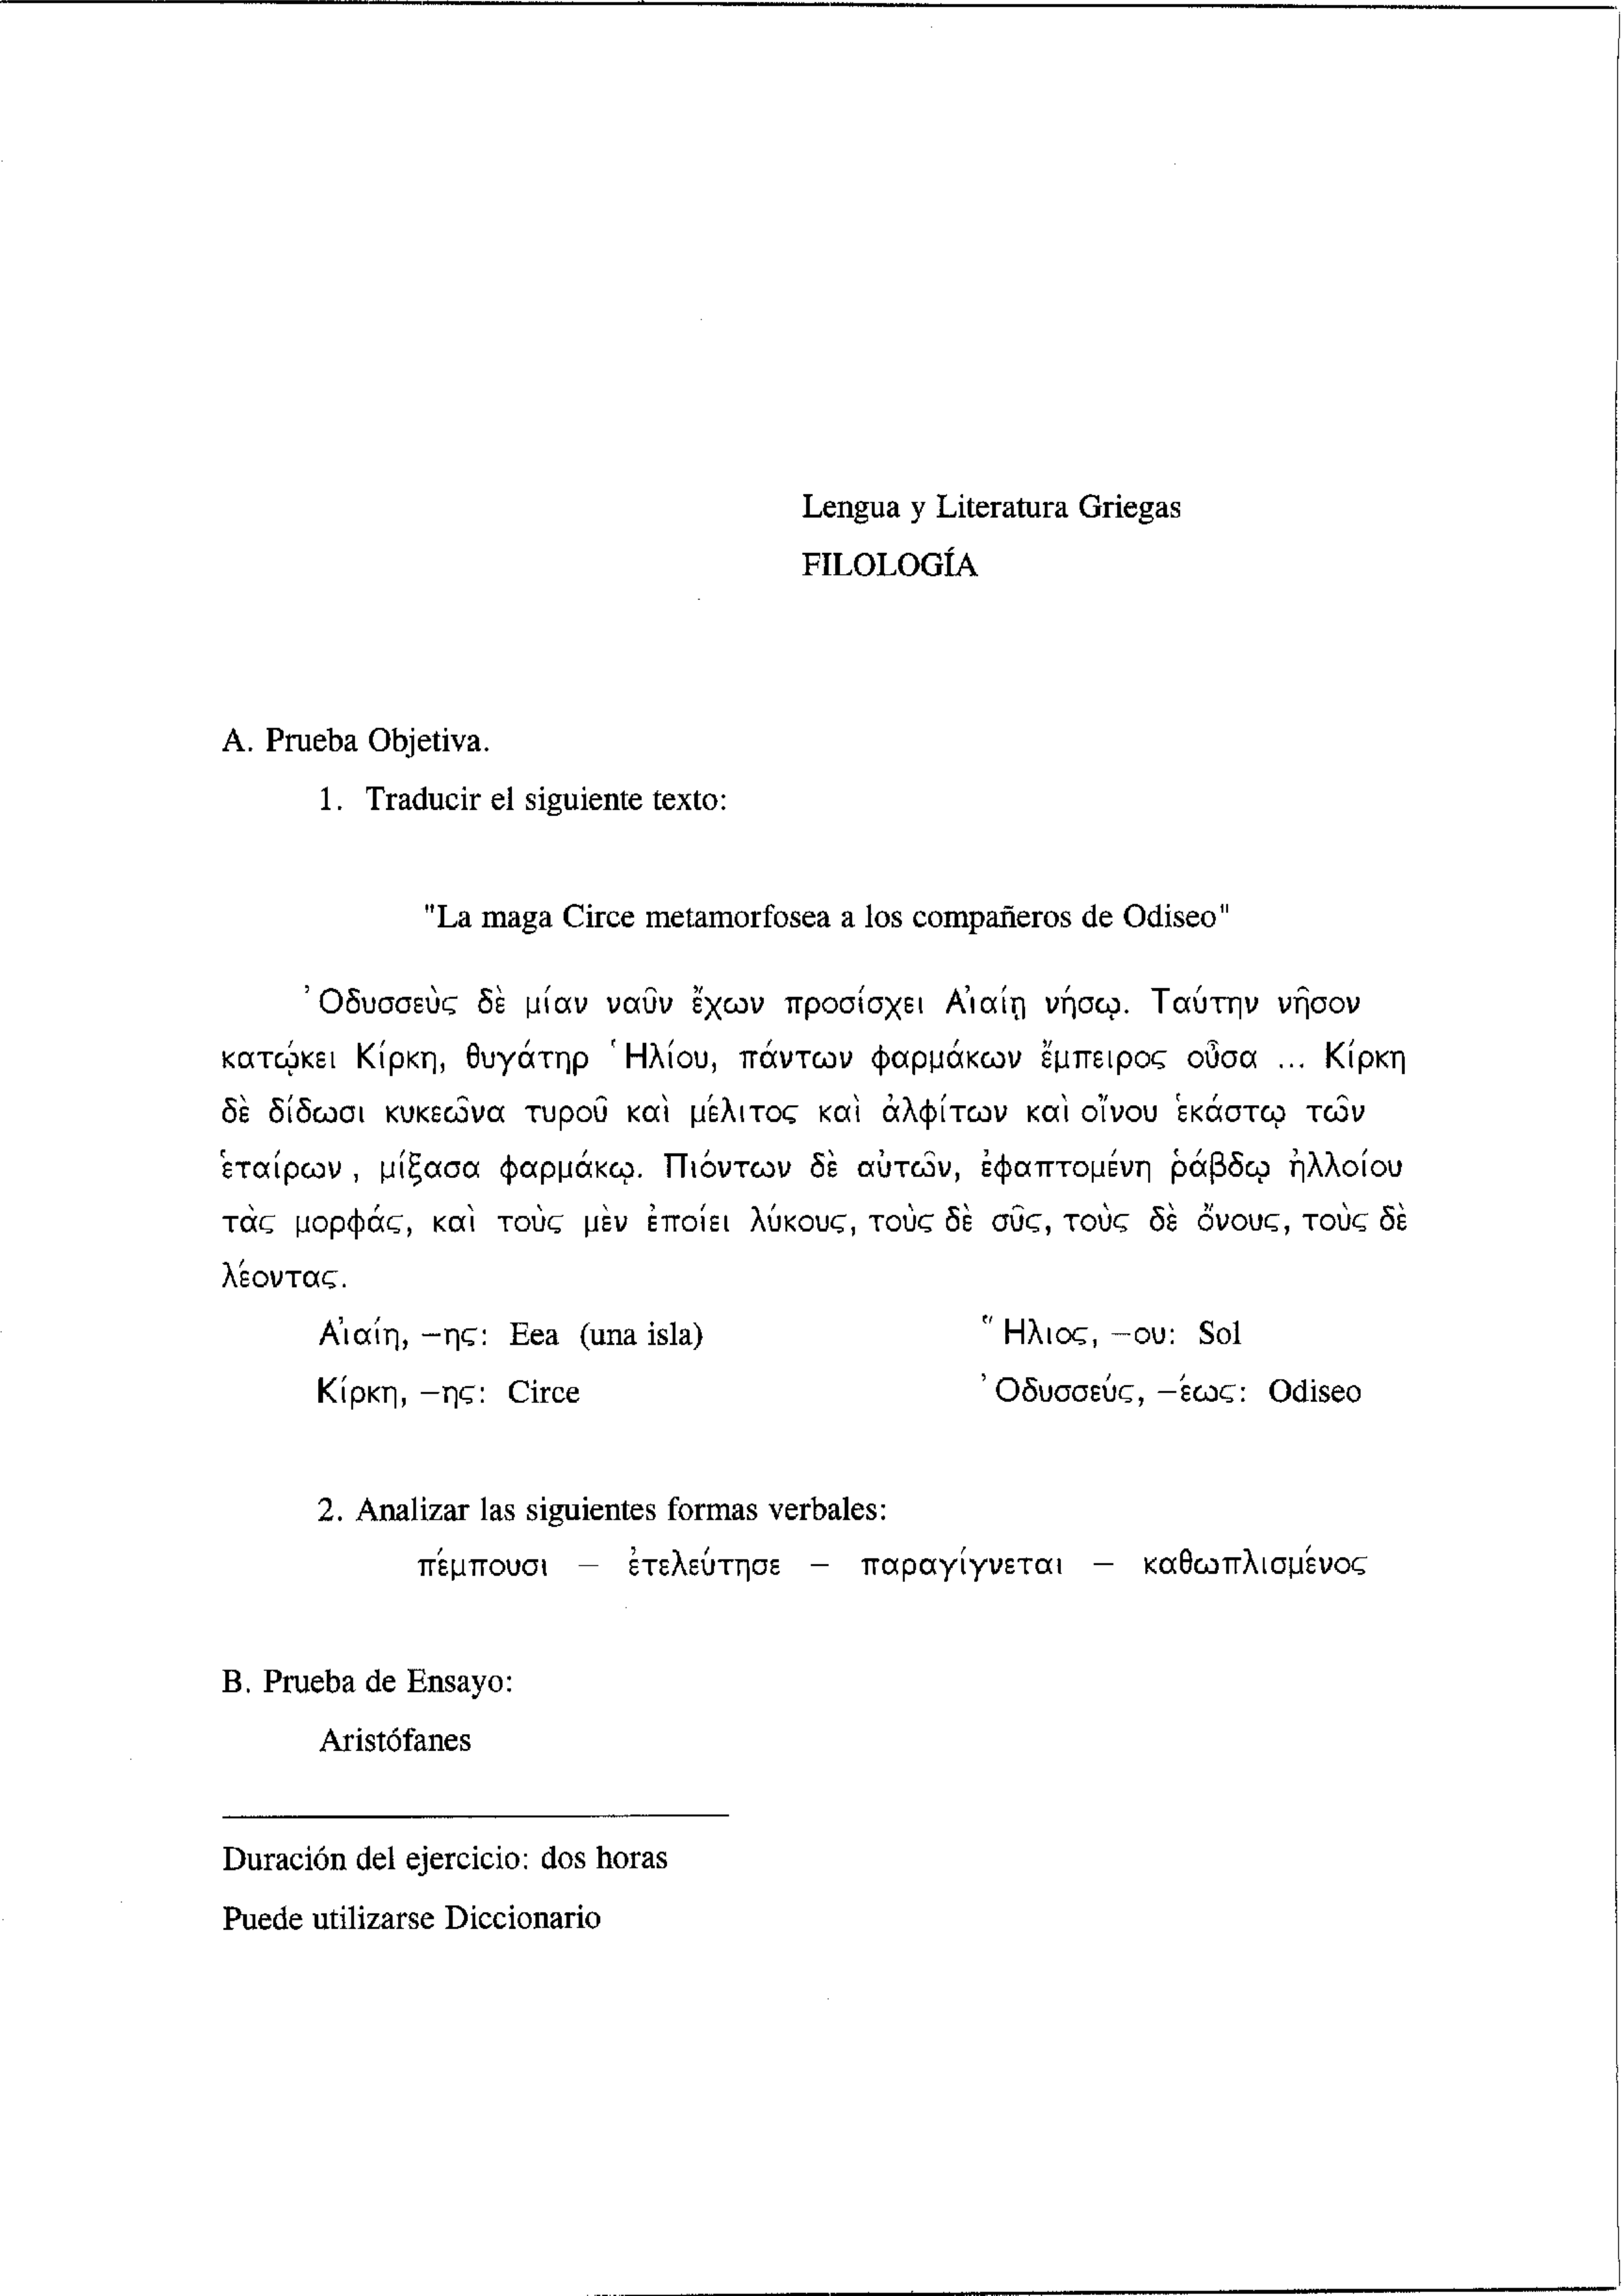 Lengua y Literatura Griegas
FILOLOGÍA
A. Prueba Objetiva.
1. Traducir el siguiente texto:
"La maga Circe metamorfosea a los compañeros de Odiseo"
Ὀδυσσεὺς δὲ μίαν ναῦν ἔχων προσίσχει Αἰαίῃ νήσῳ. Ταύτην νῆσον
κατῴκει Κίρκη, θυγάτηρ Ἡλίου, πάντων φαρμάκων ἔμπειρος οὖσα ... Κίρκη
δὲ δίδωσι κυκεῶνα τυροῦ καὶ μέλιτος καὶ ἀλφίτων καὶ οἴνου ἑκάστῳ τῶν
ἑταίρων, μίξασα φαρμάκῳ. Πιόντων δὲ αὐτῶν, ἐφαπτομένη ῥάβδῳ ἠλλοίου
τὰς μορφάς, καὶ τοὺς μὲν ἐποίει λύκους, τοὺς δὲ σῦς, τοὺς δὲ ὄνους, τοὺς δὲ
λέοντας.
Αἰαίη, –ης: Eea (una isla) Ἥλιος, –ου: Sol
Κίρκη, –ης: Circe Ὀδυσσεύς, –έως: Odiseo
2. Analizar las siguientes formas verbales:
πέμπουσι – ἐτελεύτησε – παραγίγνεται – καθωπλισμένος
B. Prueba de Ensayo:
Aristófanes
Duración del ejercicio: dos horas
Puede utilizarse Diccionario